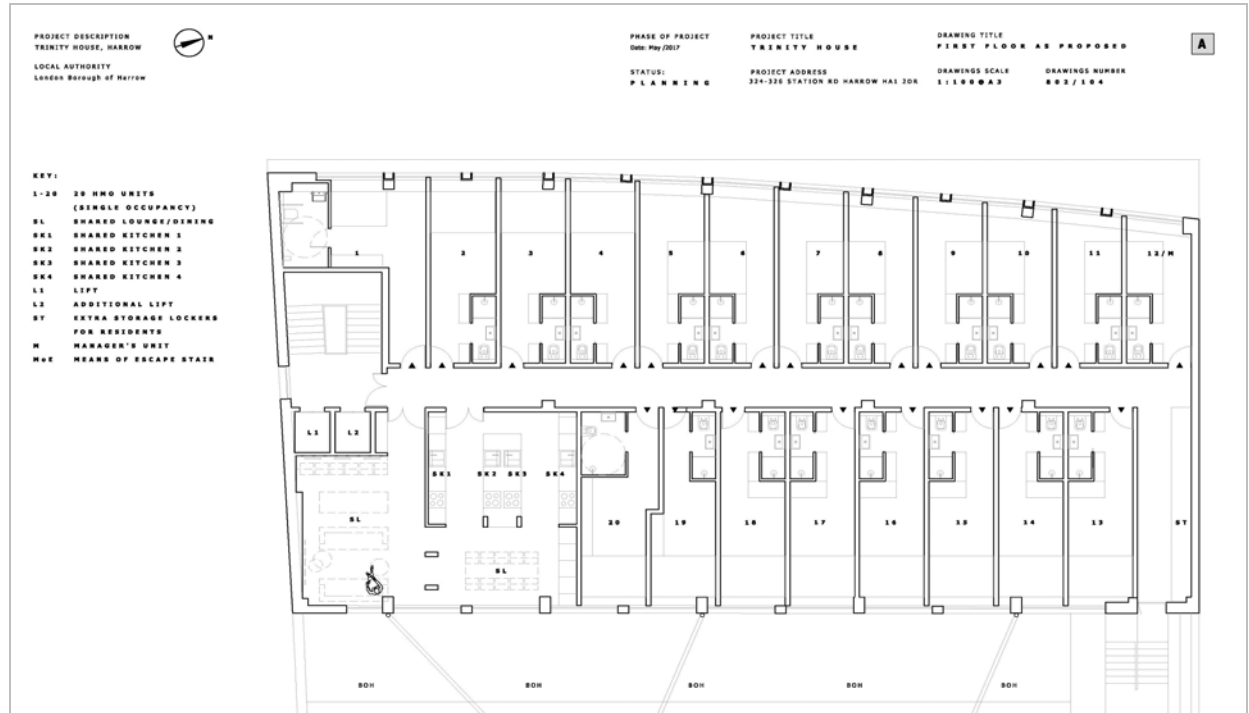 PROJECT DESCRIPTION
TRINITY HOUSE, HARROW
LOCAL AUTHORITY
London Borough of Harrow
N
PHASE OF PROJECT
Date: May /2017
STATUS:
PLANNING
PROJECT TITLE
TRINITY HOUSE
PROJECT ADDRESS
324-326 STATION RD HARROW HA1 2DR
DRAWING TITLE
FIRST FLOOR AS PROPOSED
DRAWINGS SCALE
1:100@A3
DRAWINGS NUMBER
802/104
A
KEY:
1-20 20 HMO UNITS
(SINGLE OCCUPANCY)
SL SHARED LOUNGE/DINING
SK1 SHARED KITCHEN 1
SK2 SHARED KITCHEN 2
SK3 SHARED KITCHEN 3
SK4 SHARED KITCHEN 4
L1 LIFT
L2 ADDITIONAL LIFT
ST EXTRA STORAGE LOCKERS
FOR RESIDENTS
M MANAGER'S UNIT
MoE MEANS OF ESCAPE STAIR
1 2 3 4 5 6 7 8 9 10 11 12/M
L1 L2
SK1 SK2 SK3 SK4
SL 20 19 18 17 16 15 14 13 ST
SL
BOH BOH BOH BOH BOH